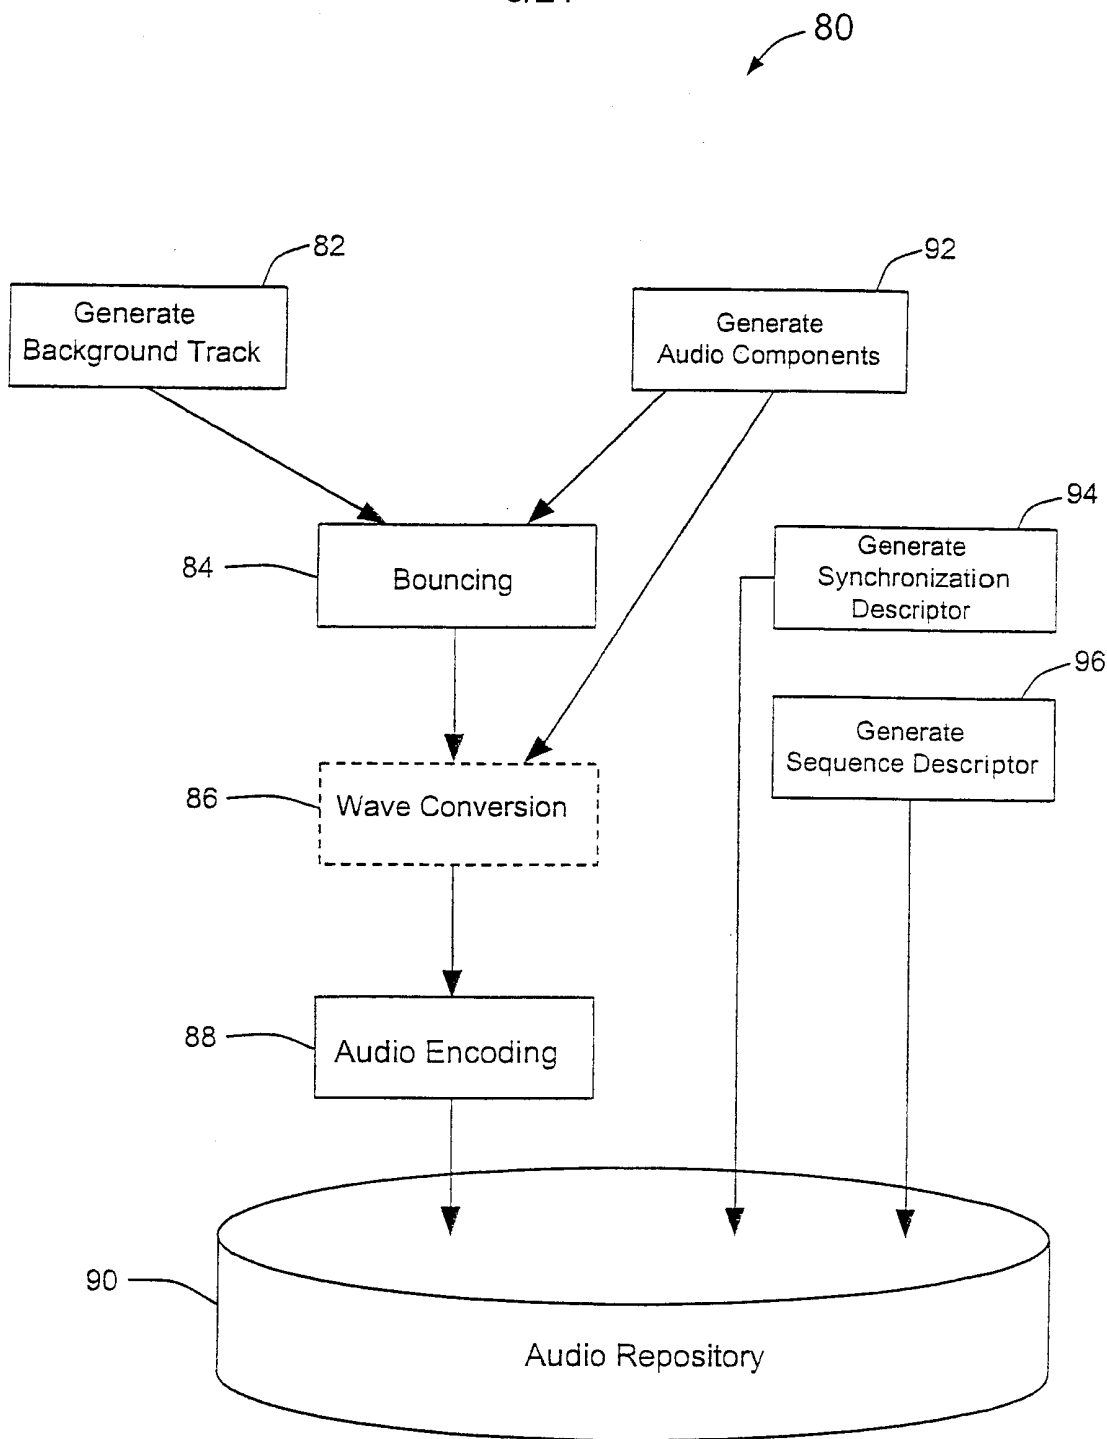 80
82
Generate
Background Track
92
Generate
Audio Components
84
Bouncing
94
Generate
Synchronization
Descriptor
96
Generate
Sequence Descriptor
86
Wave Conversion
88
Audio Encoding
90
Audio Repository